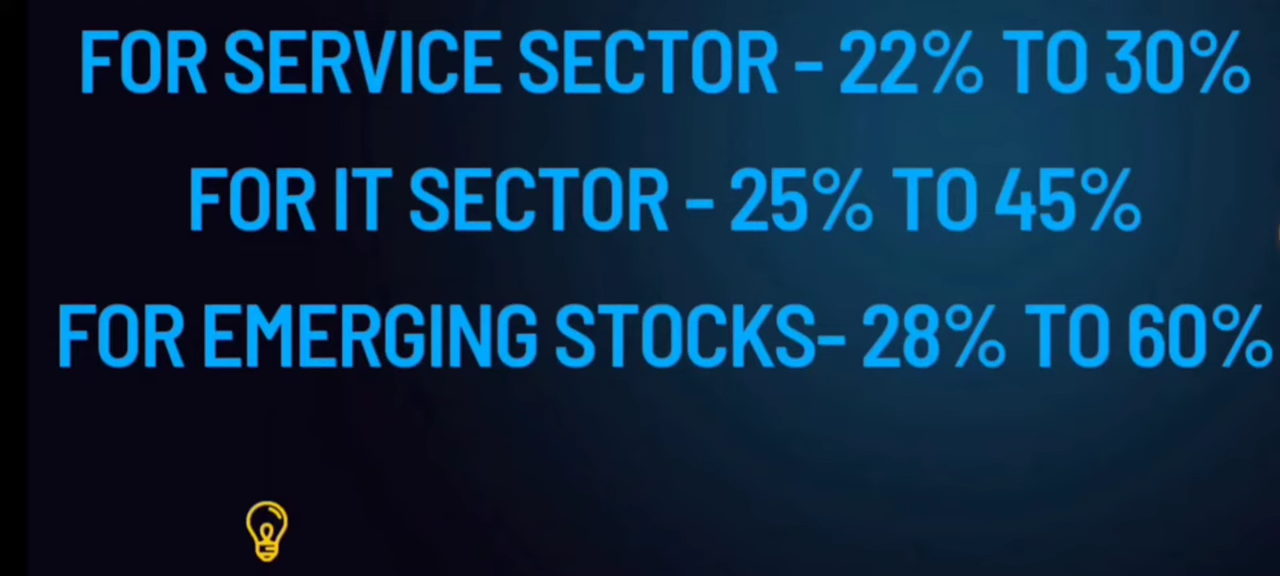 FOR SERVICE SECTOR - 22% TO 30%
FOR IT SECTOR - 25% TO 45%
FOR EMERGING STOCKS- 28% TO 60%